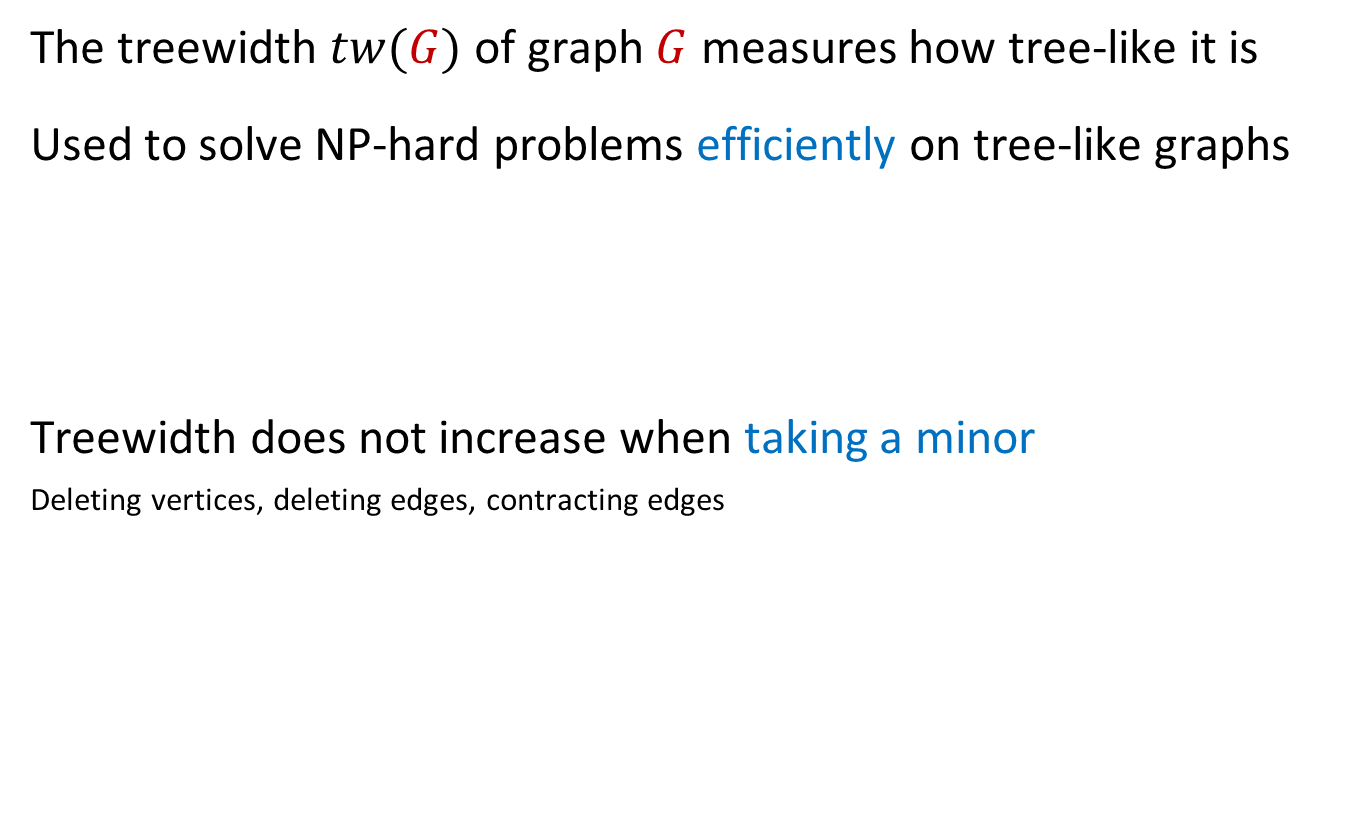 The treewidth tw(G) of graph G measures how tree-like it is
Used to solve NP-hard problems efficiently on tree-like graphs
Treewidth does not increase when taking a minor
Deleting vertices, deleting edges, contracting edges